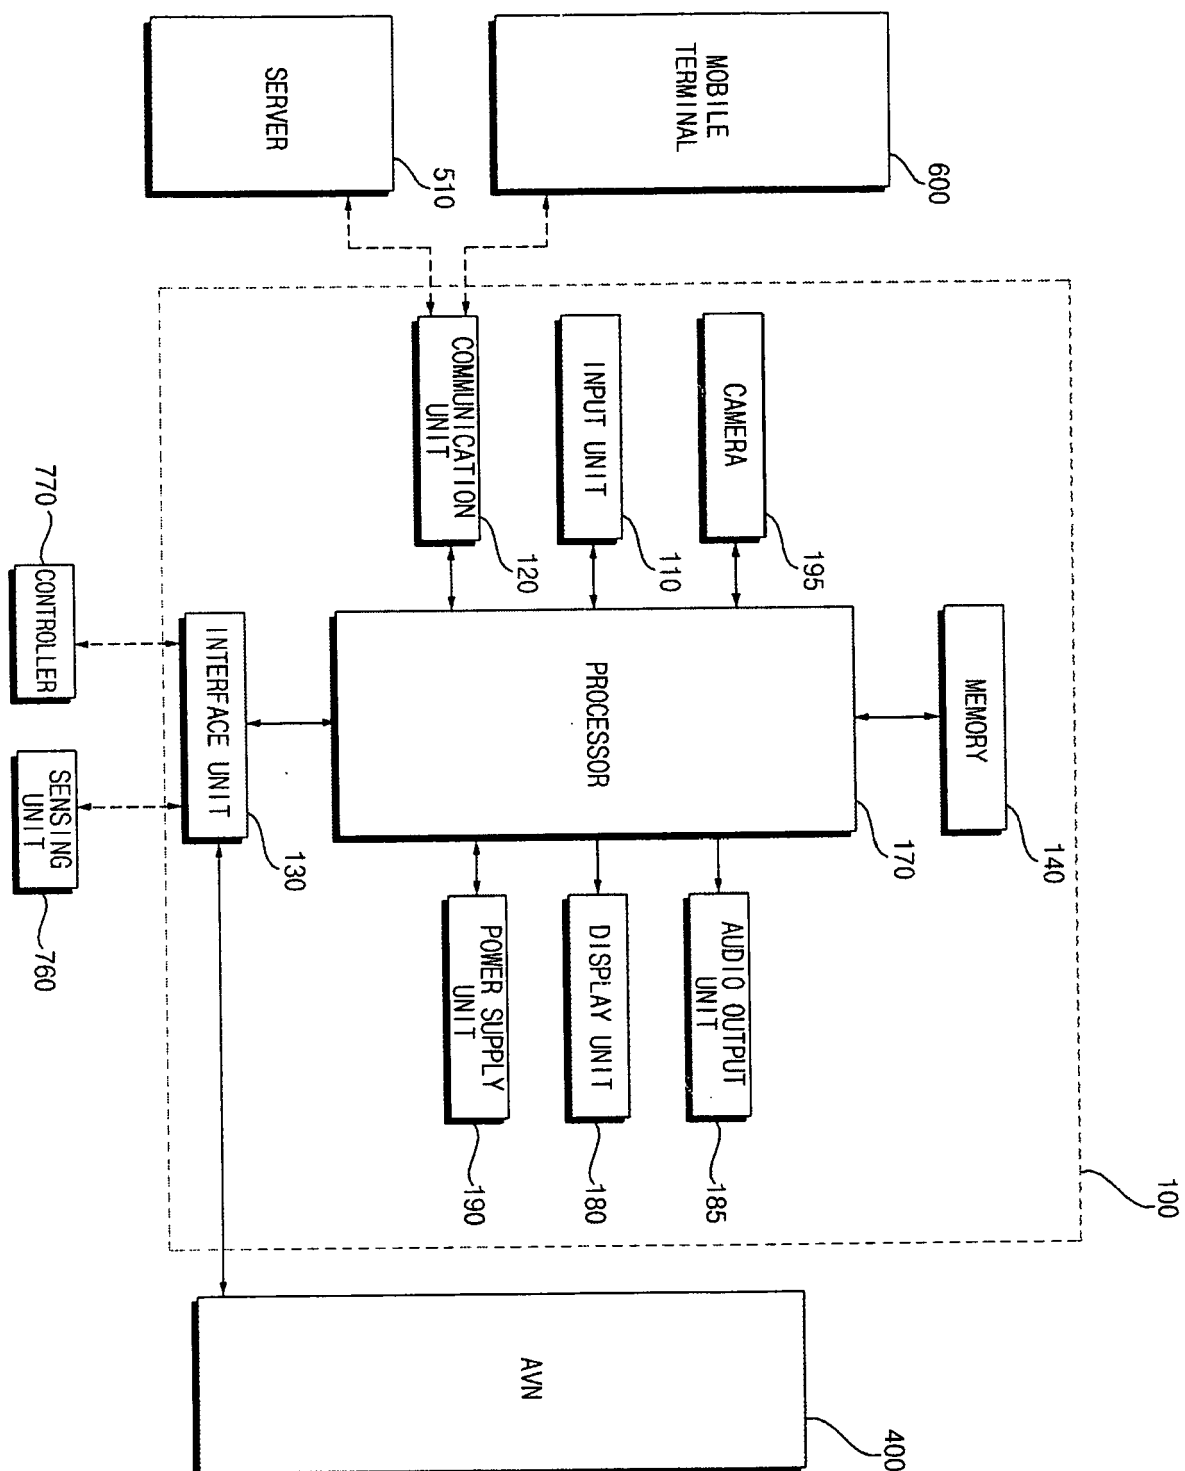 100
140
MEMORY
600
170
400
MOBILE
TERMINAL
195
CAMERA
185
AUDIO OUTPUT
UNIT
110
INPUT UNIT
PROCESSOR
180
DISPLAY UNIT
AVN
120
COMMUNICATION
UNIT
190
POWER SUPPLY
UNIT
510
SERVER
130
INTERFACE UNIT
770
CONTROLLER
SENSING
UNIT
760